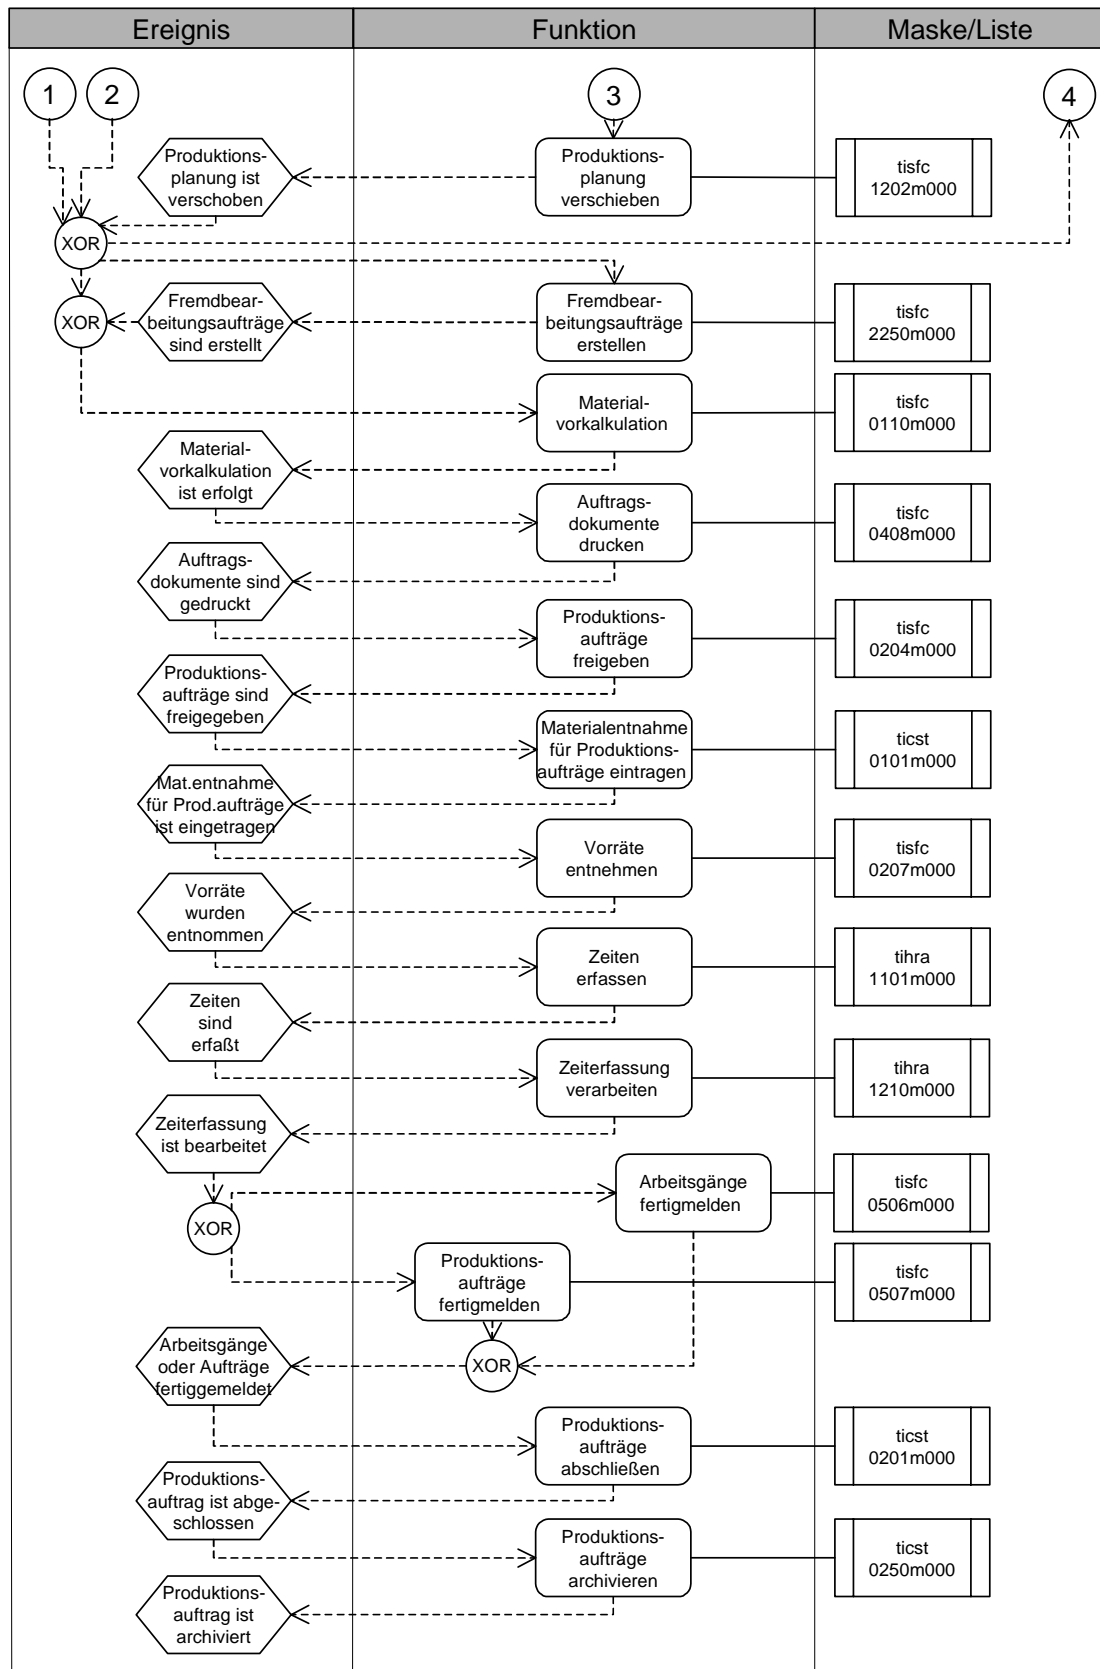 Ereignis
Funktion
Maske/Liste
1
2
3
4
Produktions-
planung ist
verschoben
Produktions-
planung
verschieben
tisfc
1202m000
XOR
XOR
Fremdbear-
beitungsaufträge
sind erstellt
Fremdbear-
beitungsaufträge
erstellen
tisfc
2250m000
Material-
vorkalkulation
tisfc
0110m000
Material-
vorkalkulation
ist erfolgt
Auftrags-
dokumente
drucken
tisfc
0408m000
Auftrags-
dokumente sind
gedruckt
Produktions-
aufträge
freigeben
tisfc
0204m000
Produktions-
aufträge sind
freigegeben
Materialentnahme
für Produktions-
aufträge eintragen
ticst
0101m000
Mat.entnahme
für Prod.aufträge
ist eingetragen
Vorräte
entnehmen
tisfc
0207m000
Vorräte
wurden
entnommen
Zeiten
erfassen
tihra
1101m000
Zeiten
sind
erfaßt
Zeiterfassung
verarbeiten
tihra
1210m000
Zeiterfassung
ist bearbeitet
XOR
Arbeitsgänge
fertigmelden
tisfc
0506m000
Produktions-
aufträge
fertigmelden
tisfc
0507m000
Arbeitsgänge
oder Aufträge
fertiggemeldet
XOR
Produktions-
aufträge
abschließen
ticst
0201m000
Produktions-
auftrag ist abge-
schlossen
Produktions-
aufträge
archivieren
ticst
0250m000
Produktions-
auftrag ist
archiviert